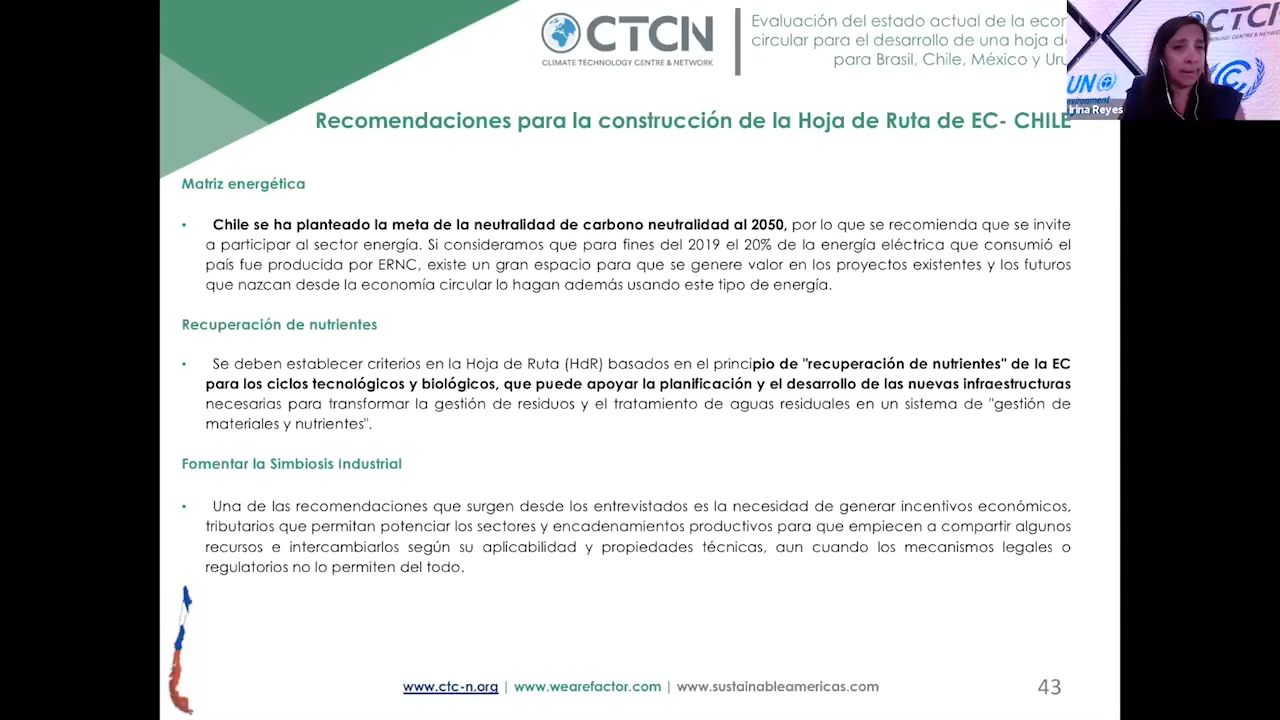 CTCN
CLIMATE TECHNOLOGY CENTRE & NETWORK
Evaluación del estado actual de la econ
circular para el desarrollo de una hoja de
para Brasil, Chile, México y Uru
CTCN
UN
environment
Irina Reyes
Recomendaciones para la construcción de la Hoja de Ruta de EC- CHILE
Matriz energética
▪ Chile se ha planteado la meta de la neutralidad de carbono neutralidad al 2050, por lo que se recomienda que se invite
a participar al sector energía. Si consideramos que para fines del 2019 el 20% de la energía eléctrica que consumió el
país fue producida por ERNC, existe un gran espacio para que se genere valor en los proyectos existentes y los futuros
que nazcan desde la economía circular lo hagan además usando este tipo de energía.
Recuperación de nutrientes
▪ Se deben establecer criterios en la Hoja de Ruta (HdR) basados en el principio de "recuperación de nutrientes" de la EC
para los ciclos tecnológicos y biológicos, que puede apoyar la planificación y el desarrollo de las nuevas infraestructuras
necesarias para transformar la gestión de residuos y el tratamiento de aguas residuales en un sistema de "gestión de
materiales y nutrientes".
Fomentar la Simbiosis Industrial
▪ Una de las recomendaciones que surgen desde los entrevistados es la necesidad de generar incentivos económicos,
tributarios que permitan potenciar los sectores y encadenamientos productivos para que empiecen a compartir algunos
recursos e intercambiarlos según su aplicabilidad y propiedades técnicas, aun cuando los mecanismos legales o
regulatorios no lo permiten del todo.
www.ctc-n.org | www.wearefactor.com | www.sustainableamericas.com
43